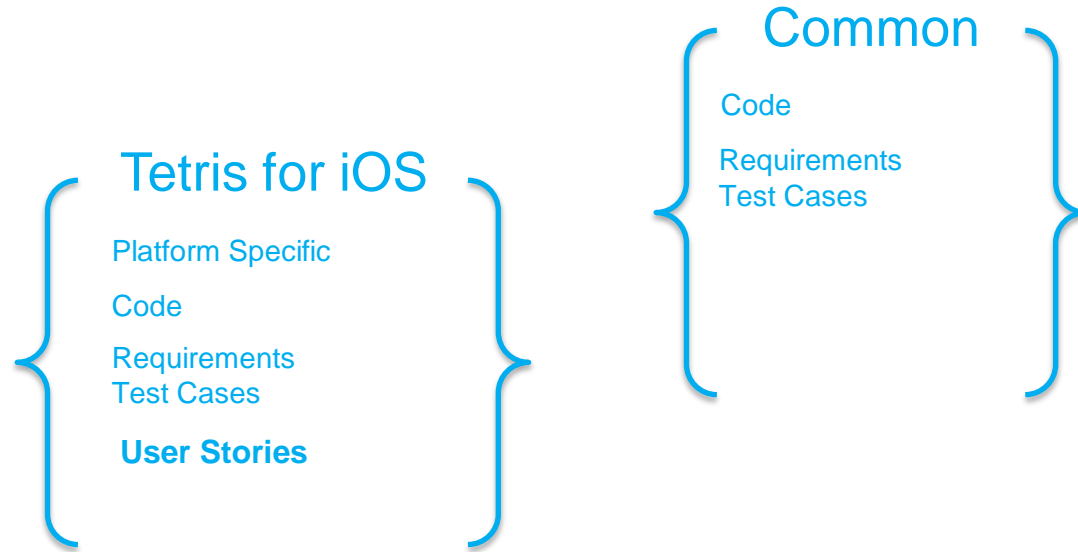 Common
Code
Requirements
Test Cases
Tetris for iOS
Platform Specific
Code
Requirements
Test Cases
User Stories